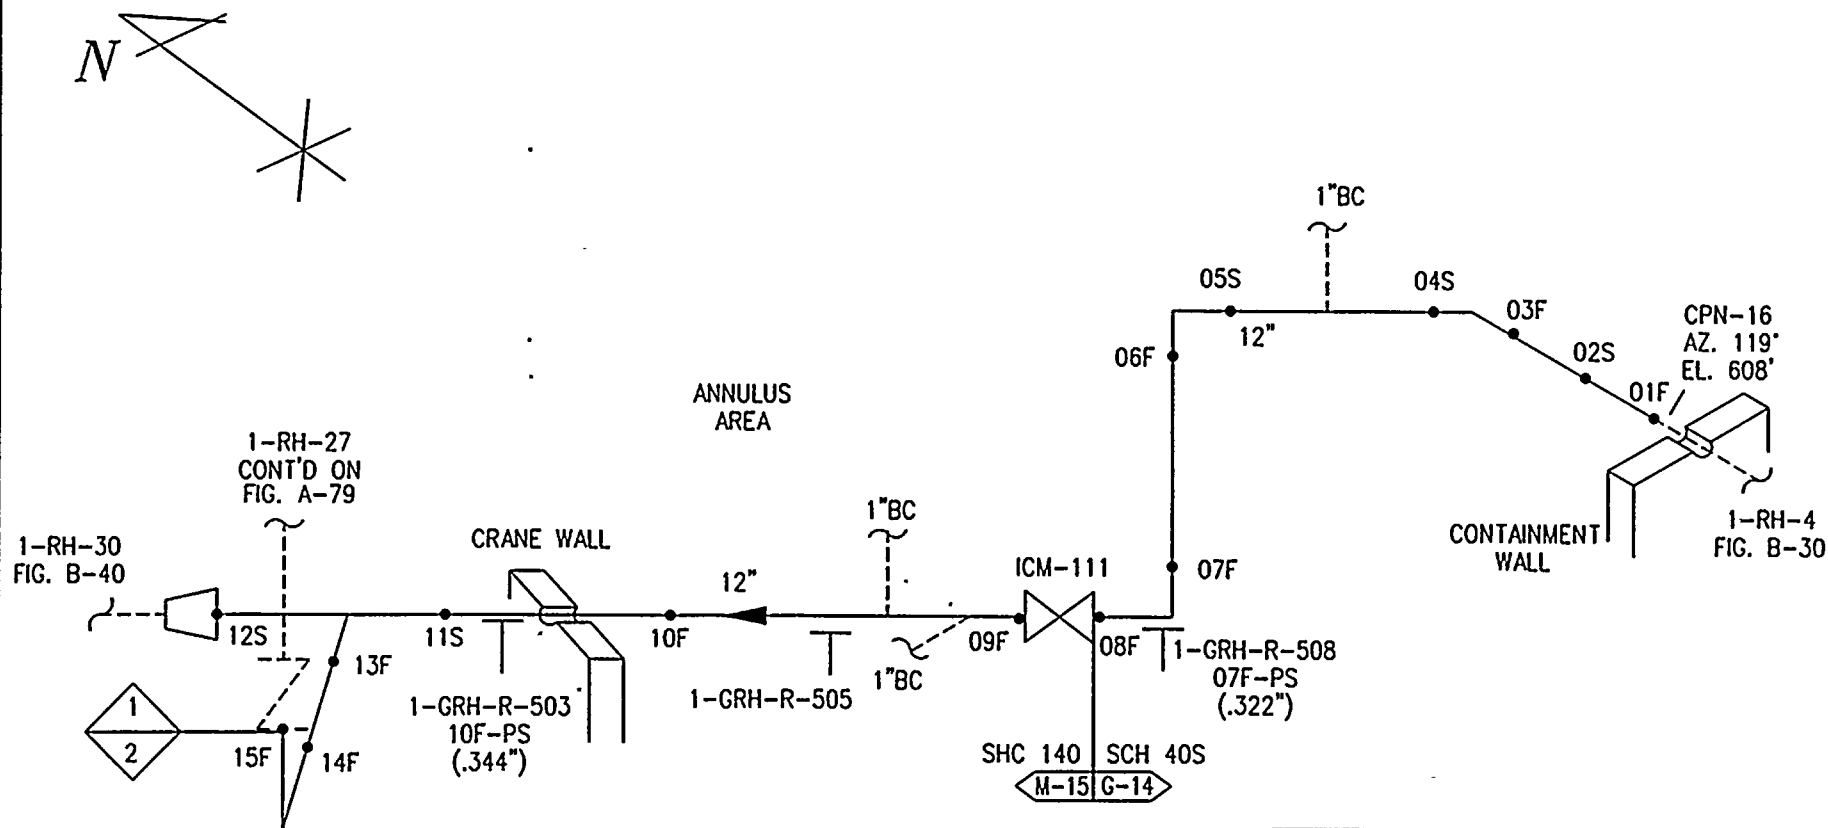 N
1"BC
05S
04S
12"
03F
CPN-16
AZ. 119°
EL. 608'
06F
02S
01F
ANNULUS
AREA
1-RH-27
CONT'D ON
FIG. A-79
1"BC
1-RH-4
FIG. B-30
CONTAINMENT
WALL
CRANE WALL
1-RH-30
FIG. B-40
ICM-111
07F
12"
12S
11S
10F
09F
08F
1"BC
13F
1-GRH-R-508
07F-PS
(.322")
1-GRH-R-505
1-GRH-R-503
10F-PS
(.344")
1
2
15F
14F
SHC 140
SCH 40S
M-15
G-14